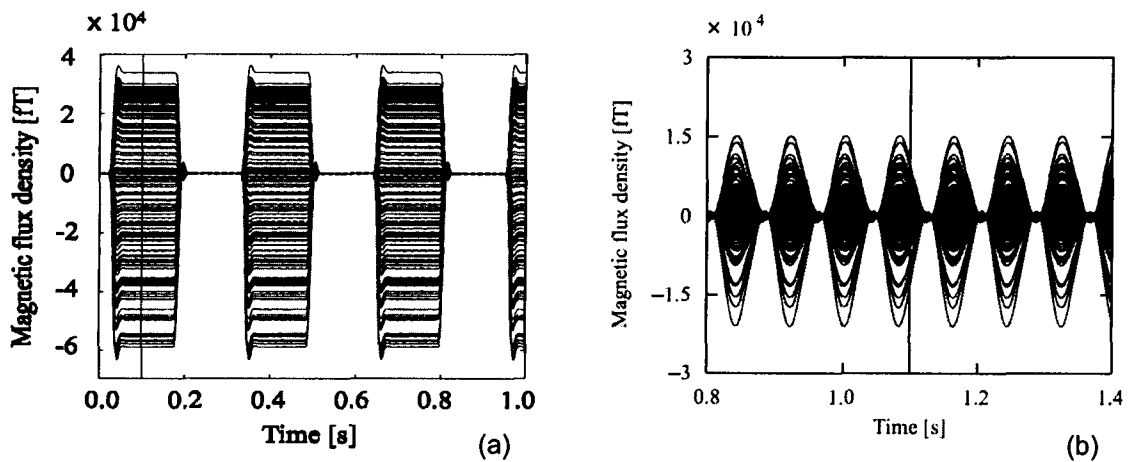 x 10⁴
4
2
0
-2
-4
-6
Magnetic flux density [fT]
0.0 0.2 0.4 0.6 0.8 1.0
Time [s]
(a)
× 10⁴
3
1.5
0
−1.5
−3
Magnetic flux density [fT]
0.8 1.0 1.2 1.4
Time [s]
(b)